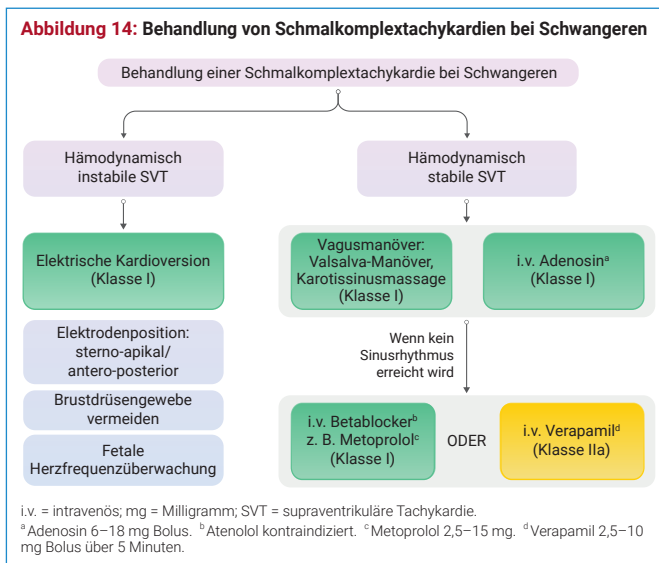 Abbildung 14: Behandlung von Schmalkomplextachykardien bei Schwangeren
Behandlung einer Schmalkomplextachykardie bei Schwangeren
Hämodynamisch
instabile SVT
Hämodynamisch
stabile SVT
Elektrische Kardioversion
(Klasse I)
Vagusmanöver:
Valsalva-Manöver,
Karotissinusmassage
(Klasse I)
i.v. Adenosinᵃ
(Klasse I)
Elektrodenposition:
sterno-apikal/
antero-posterior
Brustdrüsengewebe
vermeiden
Fetale
Herzfrequenzüberwachung
Wenn kein
Sinusrhythmus
erreicht wird
i.v. Betablockerᵇ
z. B. Metoprololᶜ
(Klasse I)
ODER
i.v. Verapamilᵈ
(Klasse IIa)
i.v. = intravenös; mg = Milligramm; SVT = supraventrikuläre Tachykardie.
ᵃAdenosin 6–18 mg Bolus. ᵇAtenolol kontraindiziert. ᶜMetoprolol 2,5–15 mg. ᵈVerapamil 2,5–10
mg Bolus über 5 Minuten.